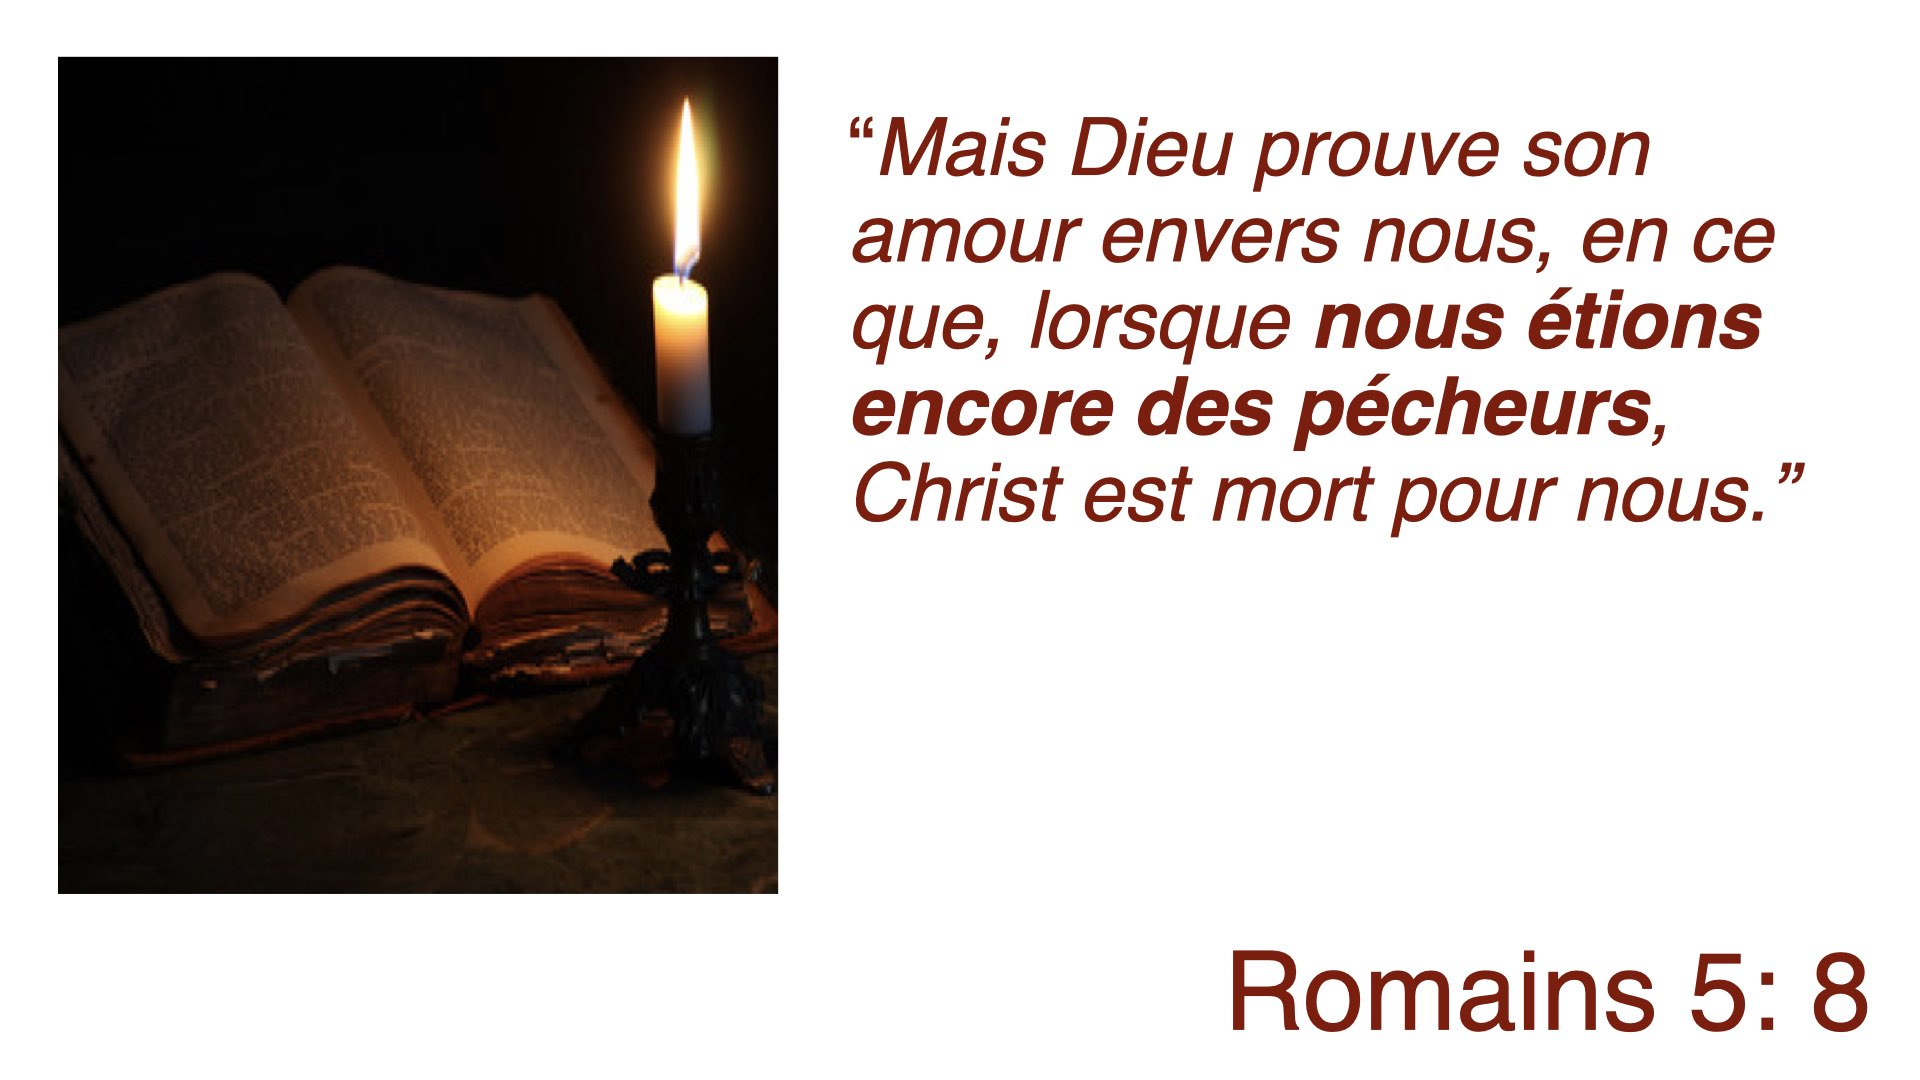 “Mais Dieu prouve son
amour envers nous, en ce
que, lorsque nous étions
encore des pécheurs,
Christ est mort pour nous.”
Romains 5: 8